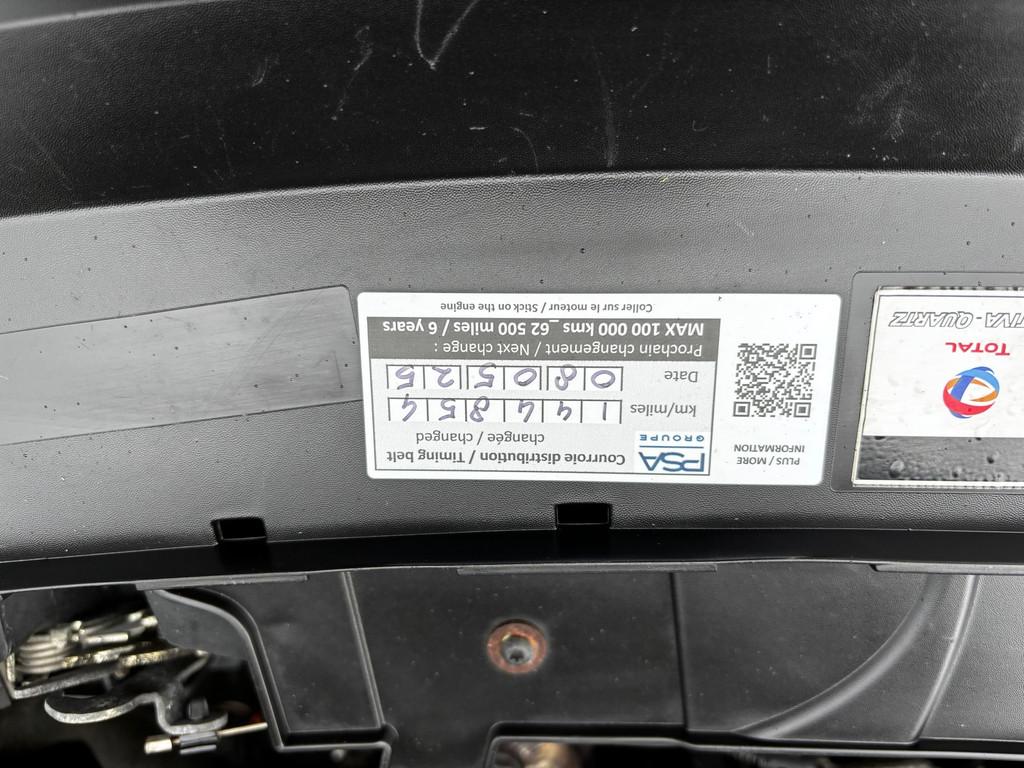 PLUS / MORE
INFORMATION
PSA
GROUPE
Courroie distribution / Timing belt
changée / changed
km/miles 144854
Date 080525
Prochain changement / Next change :
MAX 100 000 kms _ 62 500 miles / 6 years
Coller sur le moteur / Stick on the engine
TOTAL
TIVA-QUARTZ